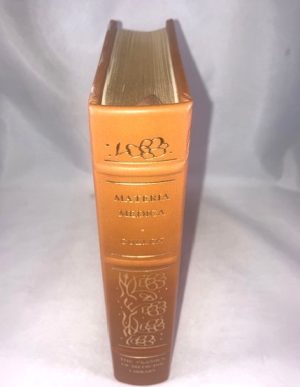 MATERIA
MEDICA
THE CLASSICS
OF MEDICINE
LIBRARY